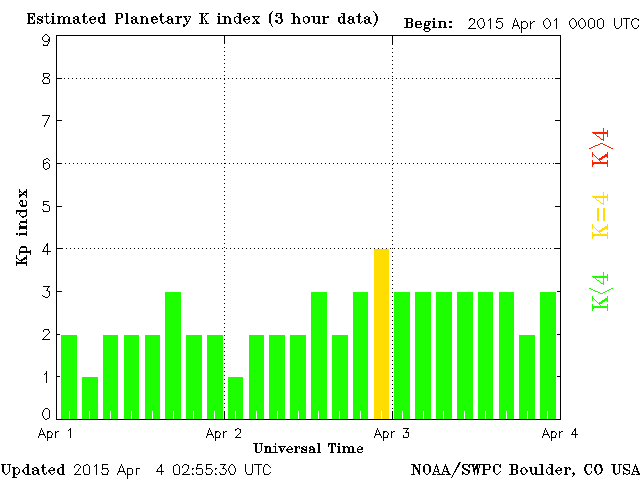 Estimated Planetary K index (3 hour data)
Begin: 2015 Apr 01 0000 UTC
9
8
7
6
5
4
3
2
1
0
Kp index
K>4
K=4
K<4
Apr 1
Apr 2
Apr 3
Apr 4
Universal Time
Updated 2015 Apr 4 02:55:30 UTC
NOAA/SWPC Boulder, CO USA